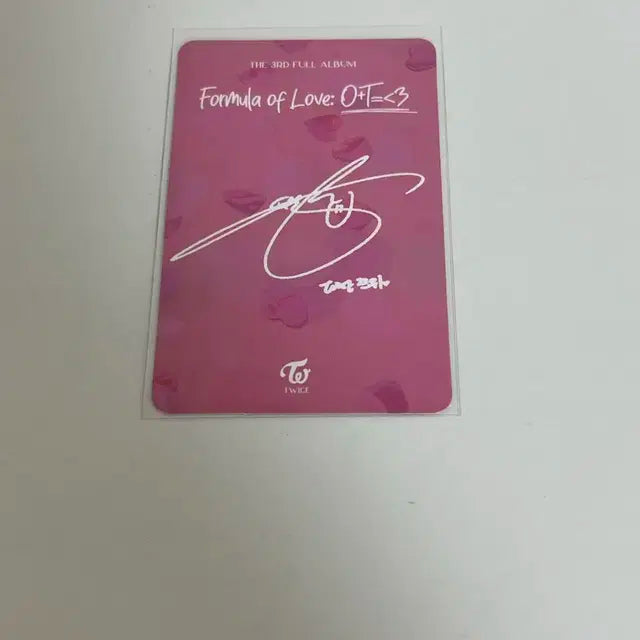 THE 3RD FULL ALBUM
Formula of Love: O+T=<3
TWICE